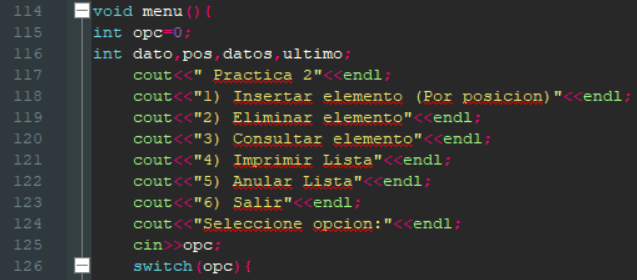 114 void menu(){
115 int opc=0;
116 int dato,pos,datos,ultimo;
117 cout<<" Practica 2"<<endl;
118 cout<<"1) Insertar elemento (Por posicion)"<<endl;
119 cout<<"2) Eliminar elemento"<<endl;
120 cout<<"3) Consultar elemento"<<endl;
121 cout<<"4) Imprimir Lista"<<endl;
122 cout<<"5) Anular Lista"<<endl;
123 cout<<"6) Salir"<<endl;
124 cout<<"Seleccione opcion:"<<endl;
125 cin>>opc;
126 switch(opc){